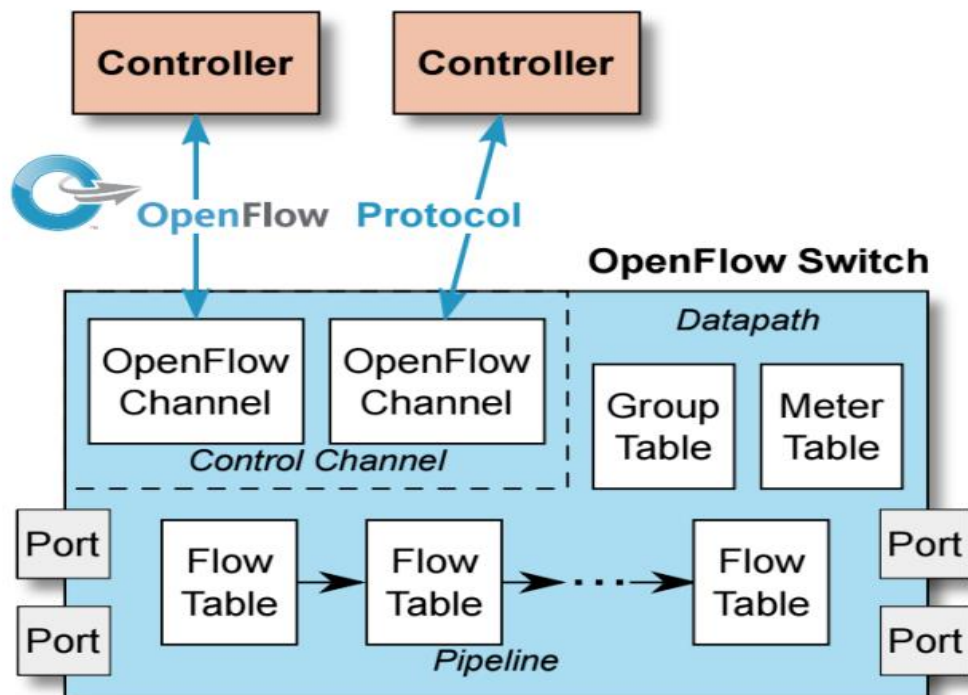 Controller
Controller
OpenFlow
Protocol
™
OpenFlow Switch
Datapath
OpenFlow
Channel
OpenFlow
Channel
Group
Table
Meter
Table
Control Channel
Port
Port
Flow
Table
Flow
Table
...
Flow
Table
Port
Port
Pipeline